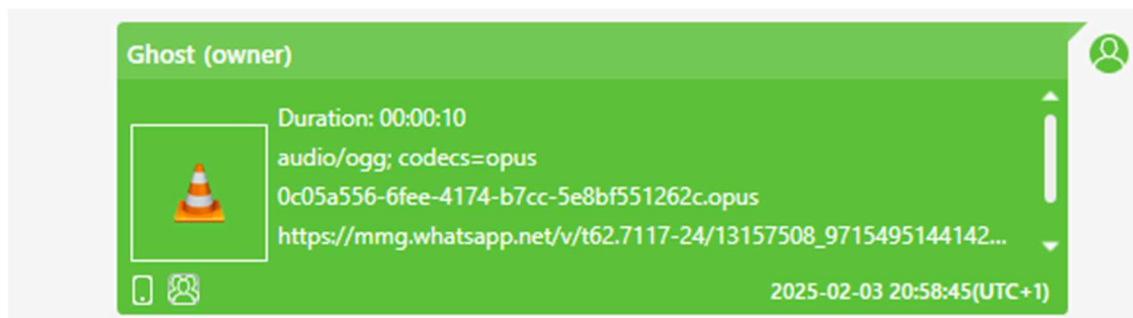 Ghost (owner)
Duration: 00:00:10
audio/ogg; codecs=opus
0c05a556-6fee-4174-b7cc-5e8bf551262c.opus
https://mmg.whatsapp.net/v/t62.7117-24/13157508_9715495144142...
2025-02-03 20:58:45(UTC+1)